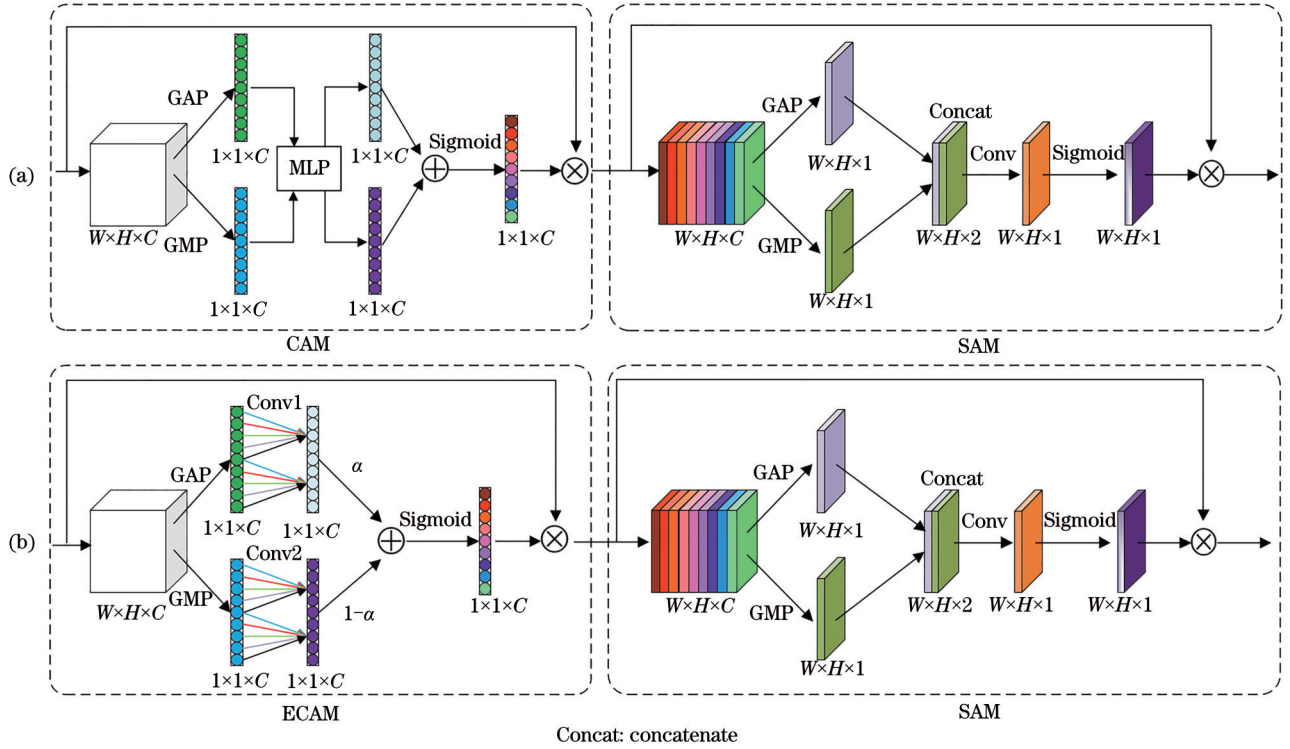 (a)
GAP
GMP
W×H×C
1×1×C
1×1×C
MLP
1×1×C
1×1×C
Sigmoid
1×1×C
CAM
W×H×C
GAP
GMP
W×H×1
W×H×1
Concat
W×H×2
Conv
W×H×1
Sigmoid
W×H×1
SAM
(b)
GAP
GMP
W×H×C
Conv1
1×1×C
1×1×C
Conv2
1×1×C
1×1×C
α
1−α
Sigmoid
1×1×C
ECAM
W×H×C
GAP
GMP
W×H×1
W×H×1
Concat
W×H×2
Conv
W×H×1
Sigmoid
W×H×1
SAM
Concat: concatenate